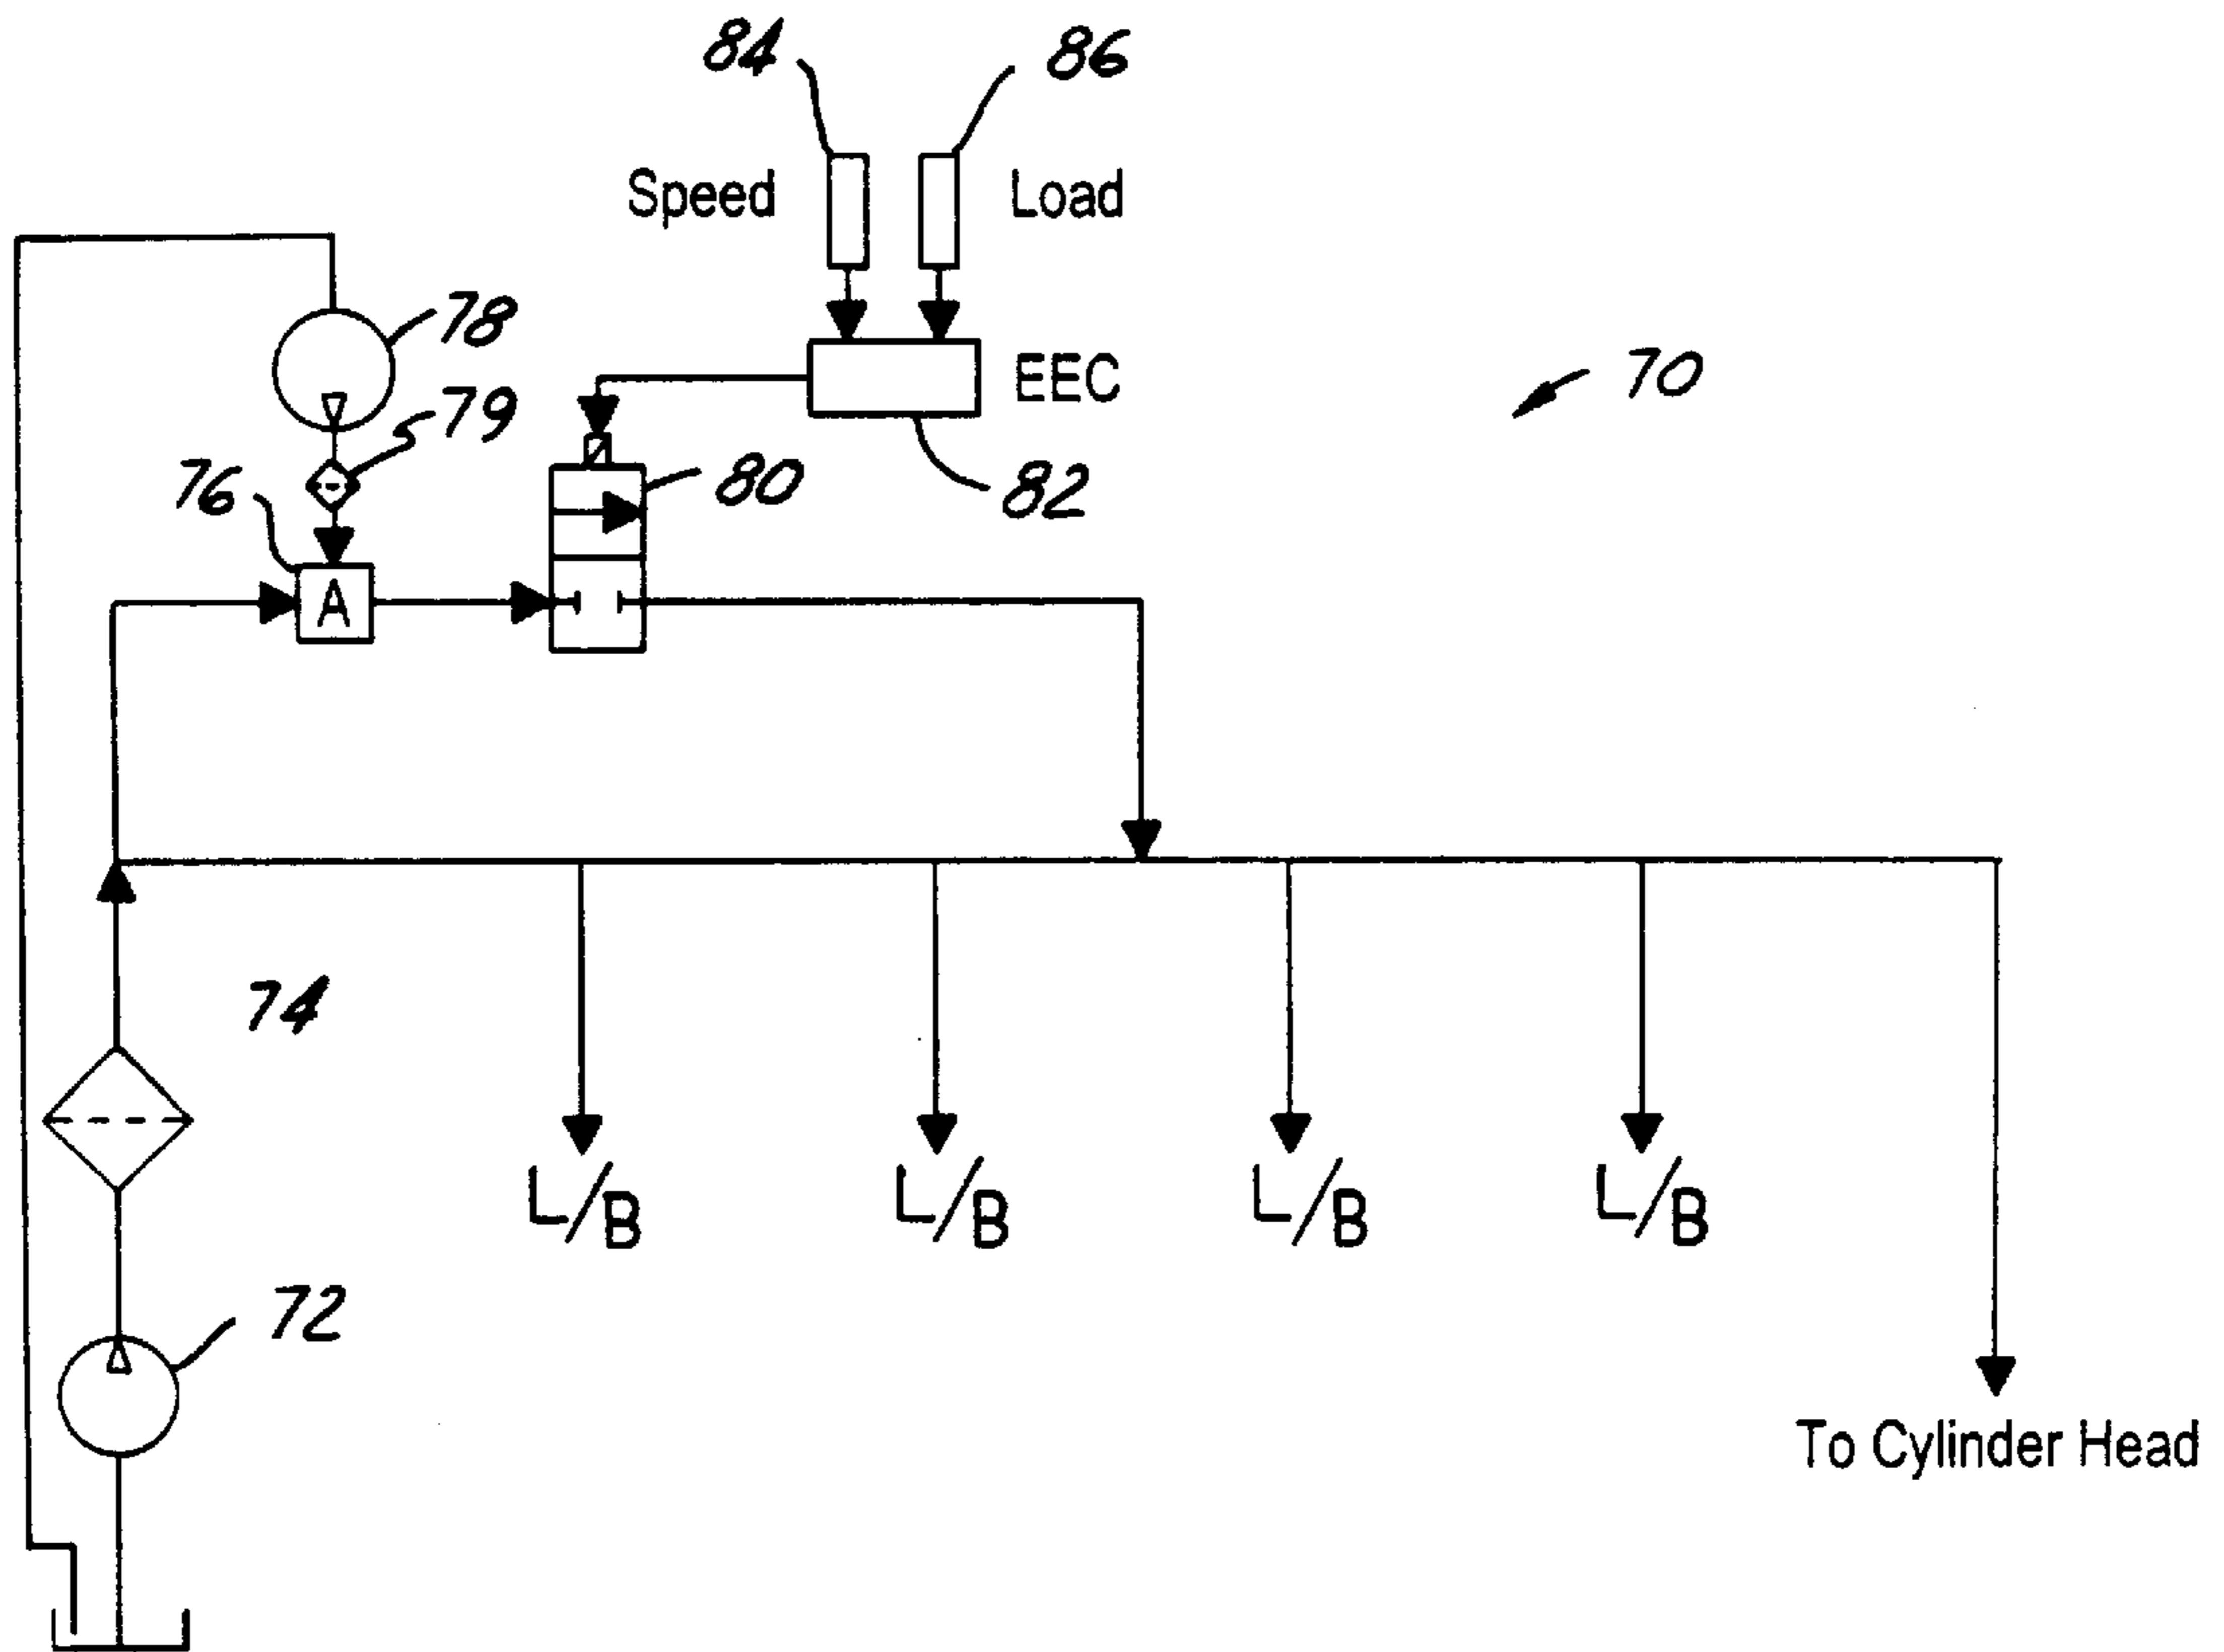 84
86
Speed
Load
78
EEC
70
79
76
80
82
A
74
L/B
L/B
L/B
L/B
72
To Cylinder Head